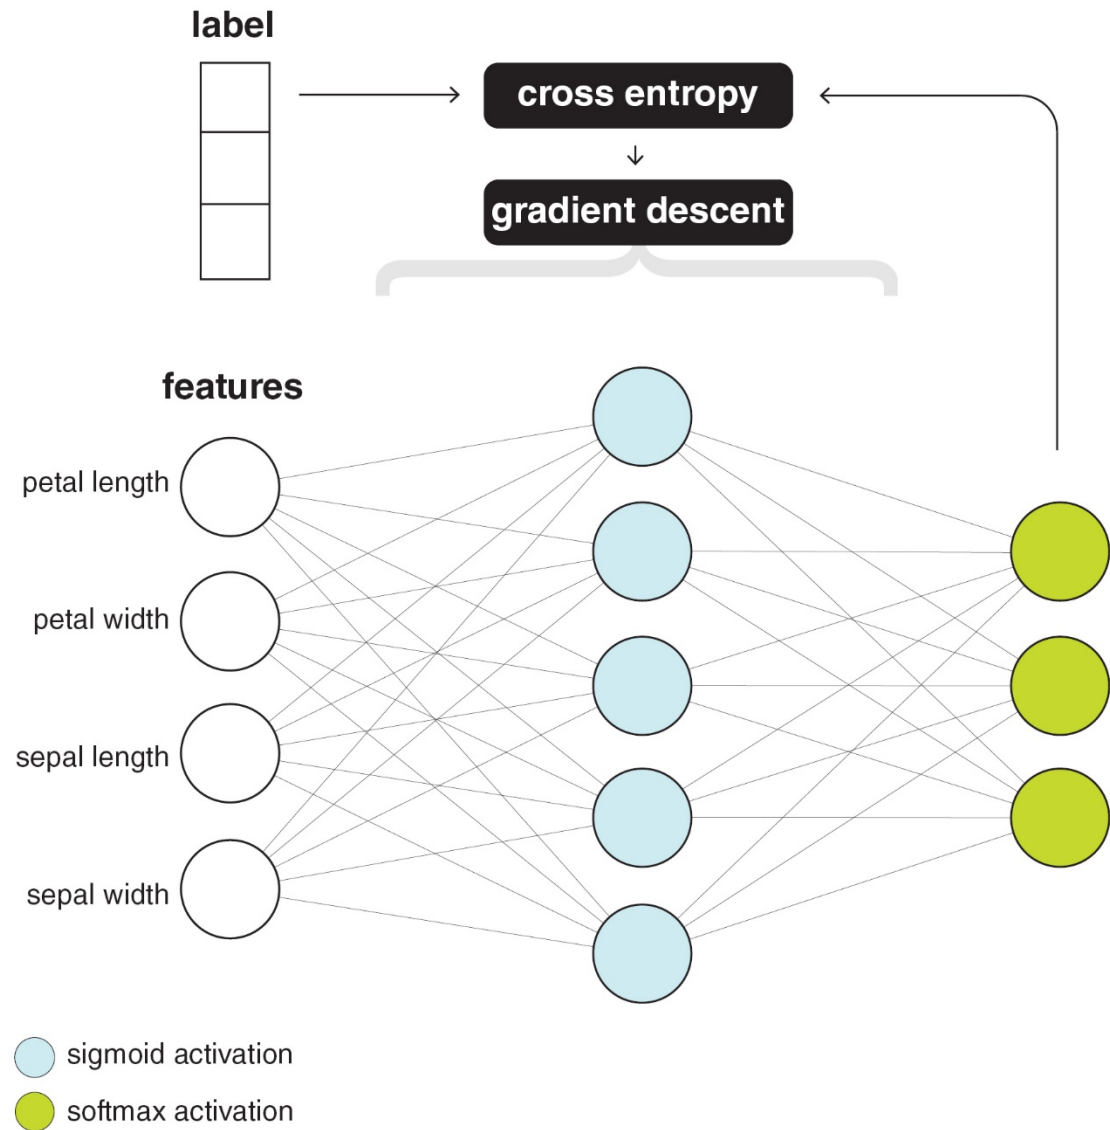 label
cross entropy
gradient descent
features
petal length
petal width
sepal length
sepal width
sigmoid activation
softmax activation